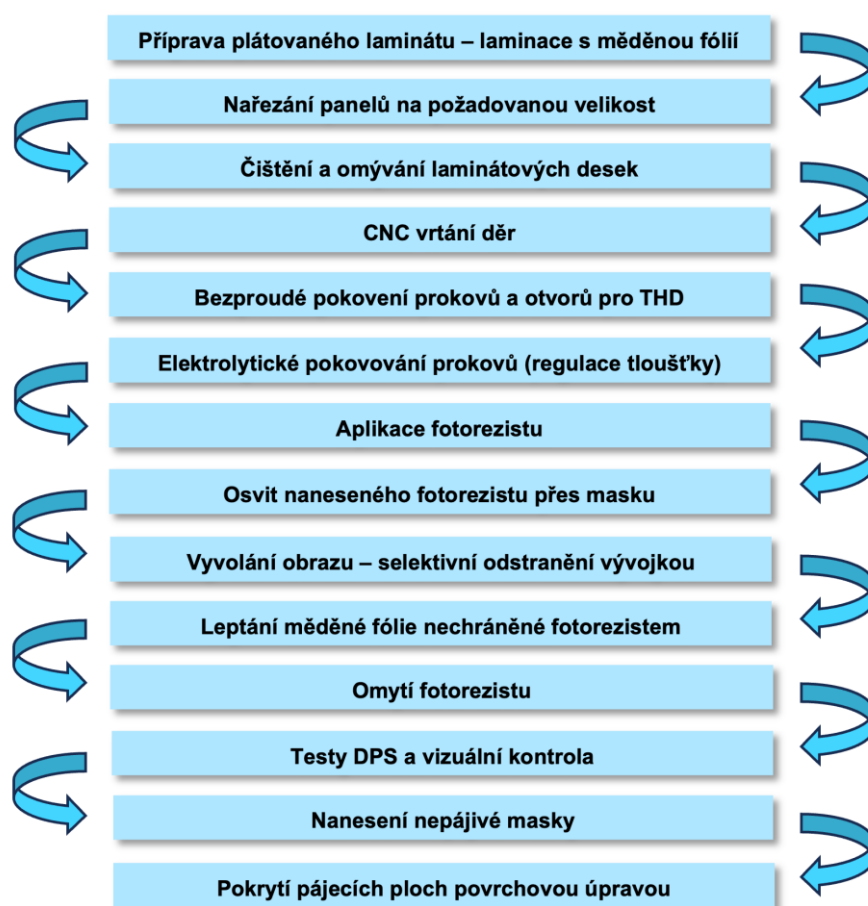 Příprava plátovaného laminátu – laminace s měděnou fólií
Nařezání panelů na požadovanou velikost
Čištění a omývání laminátových desek
CNC vrtání děr
Bezproudé pokovení prokovů a otvorů pro THD
Elektrolytické pokovování prokovů (regulace tloušťky)
Aplikace fotorezistu
Osvit naneseného fotorezistu přes masku
Vyvolání obrazu – selektivní odstranění vývojkou
Leptání měděné fólie nechráněné fotorezistem
Omytí fotorezistu
Testy DPS a vizuální kontrola
Nanesení nepájivé masky
Pokrytí pájecích ploch povrchovou úpravou